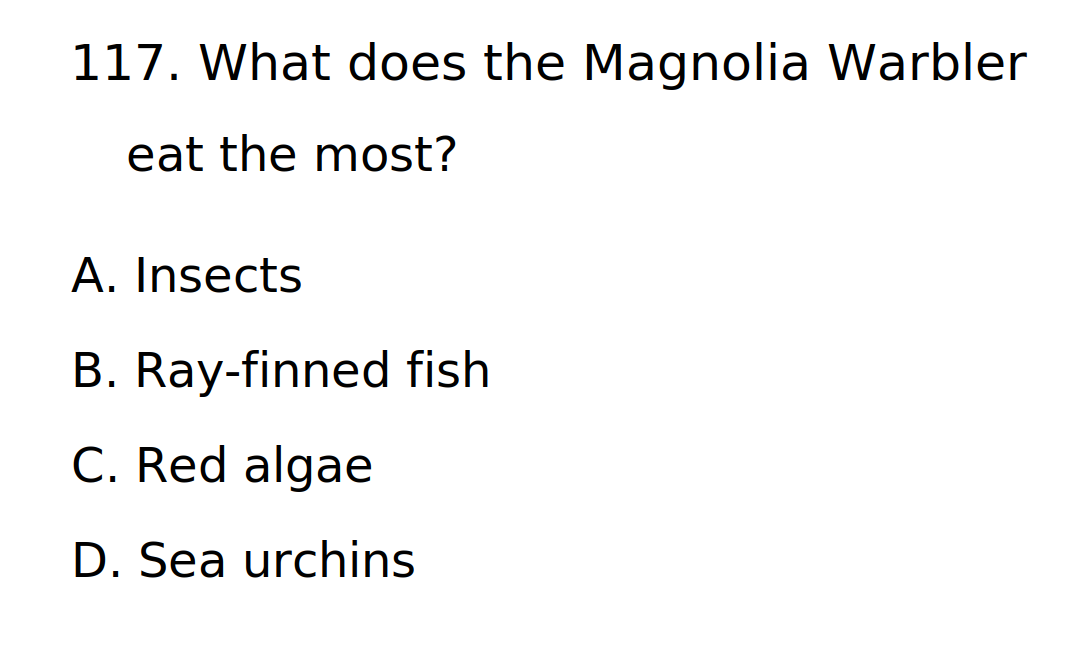 117. What does the Magnolia Warbler
eat the most?
A. Insects
B. Ray-finned fish
C. Red algae
D. Sea urchins